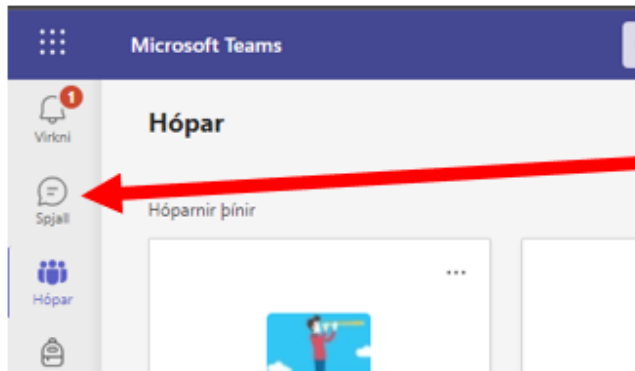 Microsoft Teams
1
Virkni
Hópar
Spjall
Hóparnir þínir
Hópar
...